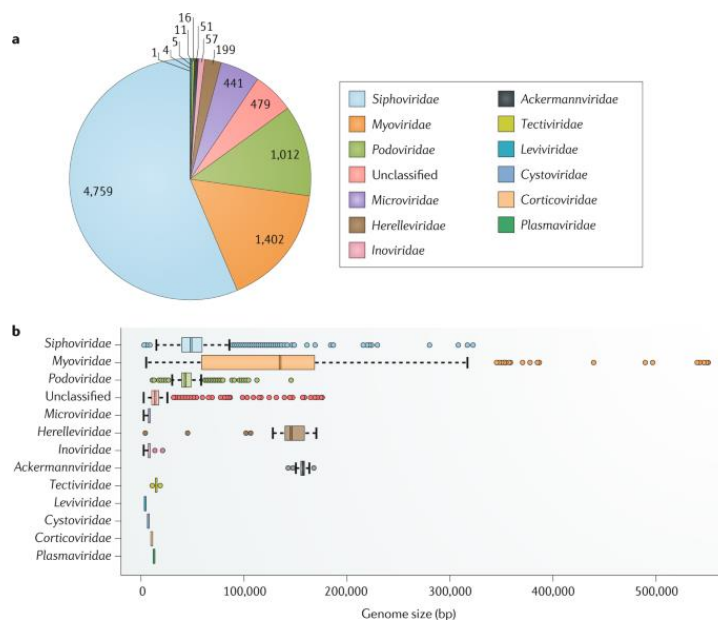 a
16
11
51
5
57
4
199
1
441
479
1,012
4,759
1,402
Siphoviridae
Myoviridae
Podoviridae
Unclassified
Microviridae
Herelleviridae
Inoviridae
Ackermannviridae
Tectiviridae
Leviviridae
Cystoviridae
Corticoviridae
Plasmaviridae
b
Siphoviridae
Myoviridae
Podoviridae
Unclassified
Microviridae
Herelleviridae
Inoviridae
Ackermannviridae
Tectiviridae
Leviviridae
Cystoviridae
Corticoviridae
Plasmaviridae
0 100,000 200,000 300,000 400,000 500,000
Genome size (bp)